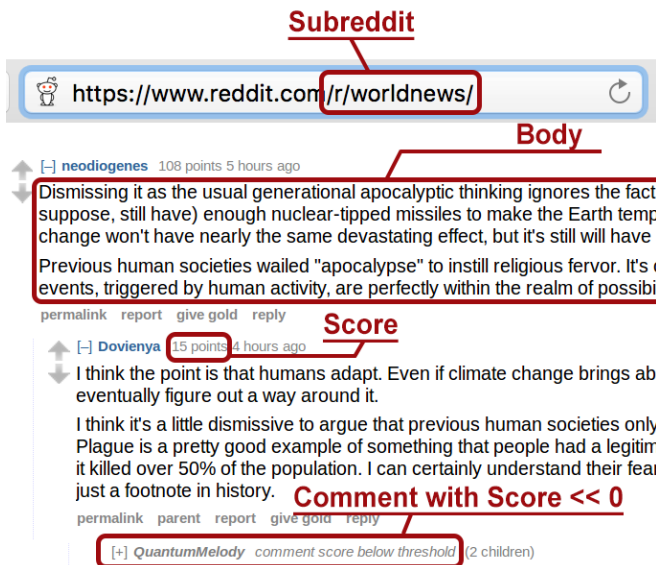 Subreddit
https://www.reddit.com/r/worldnews/
Body
[–] neodiogenes 108 points 5 hours ago
Dismissing it as the usual generational apocalyptic thinking ignores the fact
suppose, still have) enough nuclear-tipped missiles to make the Earth temp
change won't have nearly the same devastating effect, but it's still will have
Previous human societies wailed "apocalypse" to instill religious fervor. It's
events, triggered by human activity, are perfectly within the realm of possibi
permalink report give gold reply
Score
[–] Dovienya 15 points 4 hours ago
I think the point is that humans adapt. Even if climate change brings ab
eventually figure out a way around it.
I think it's a little dismissive to argue that previous human societies only
Plague is a pretty good example of something that people had a legitim
it killed over 50% of the population. I can certainly understand their fear
just a footnote in history.
Comment with Score << 0
permalink parent report give gold reply
[+] QuantumMelody comment score below threshold (2 children)